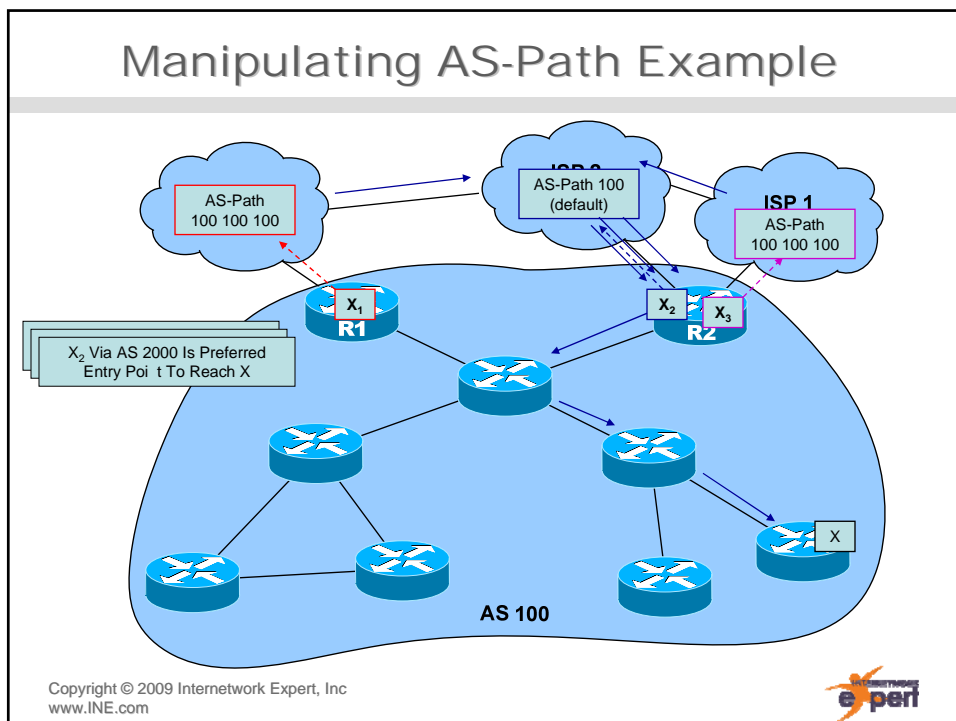 Manipulating AS-Path Example
AS-Path
100 100 100
AS-Path 100
(default)
ISP 1
AS-Path
100 100 100
X1
R1
X2
X3
R2
X2 Via AS 2000 Is Preferred
Entry Poi t To Reach X
X
AS 100
Copyright © 2009 Internetwork Expert, Inc
www.INE.com
INTERNETWORK
expert